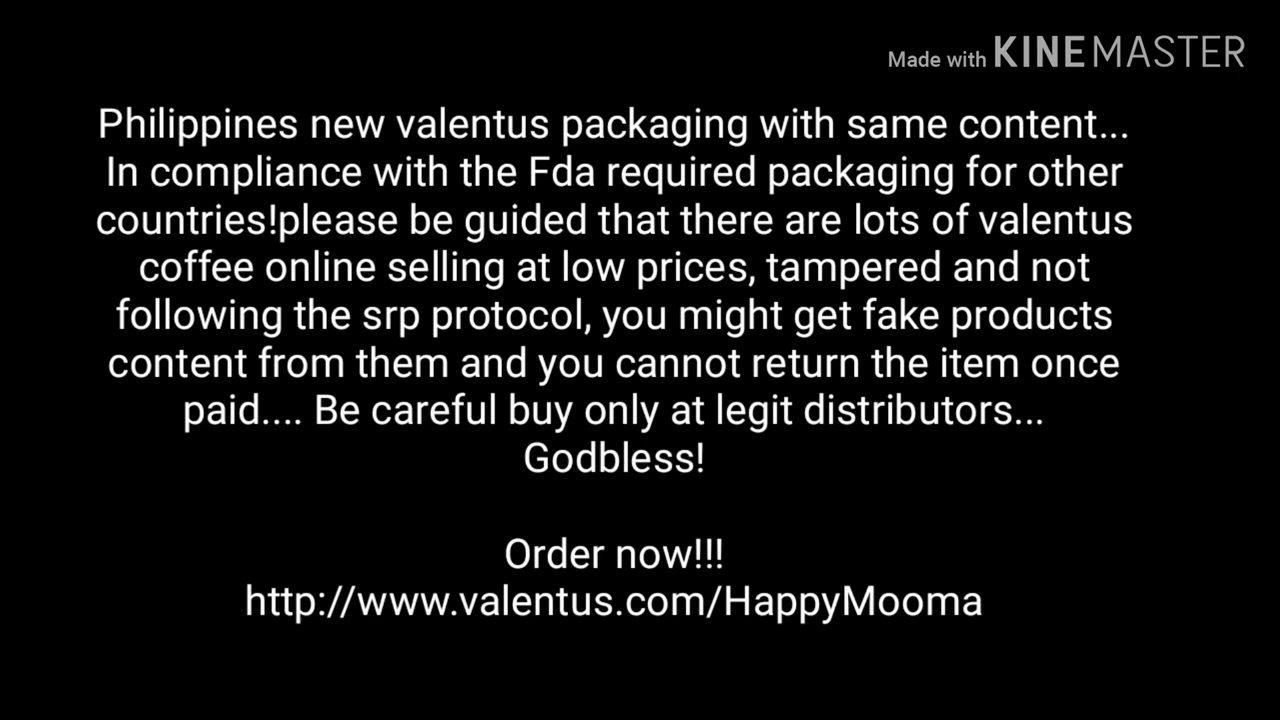 Made with KINEMASTER
Philippines new valentus packaging with same content...
In compliance with the Fda required packaging for other
countries!please be guided that there are lots of valentus
coffee online selling at low prices, tampered and not
following the srp protocol, you might get fake products
content from them and you cannot return the item once
paid.... Be careful buy only at legit distributors...
Godbless!
Order now!!!
http://www.valentus.com/HappyMooma